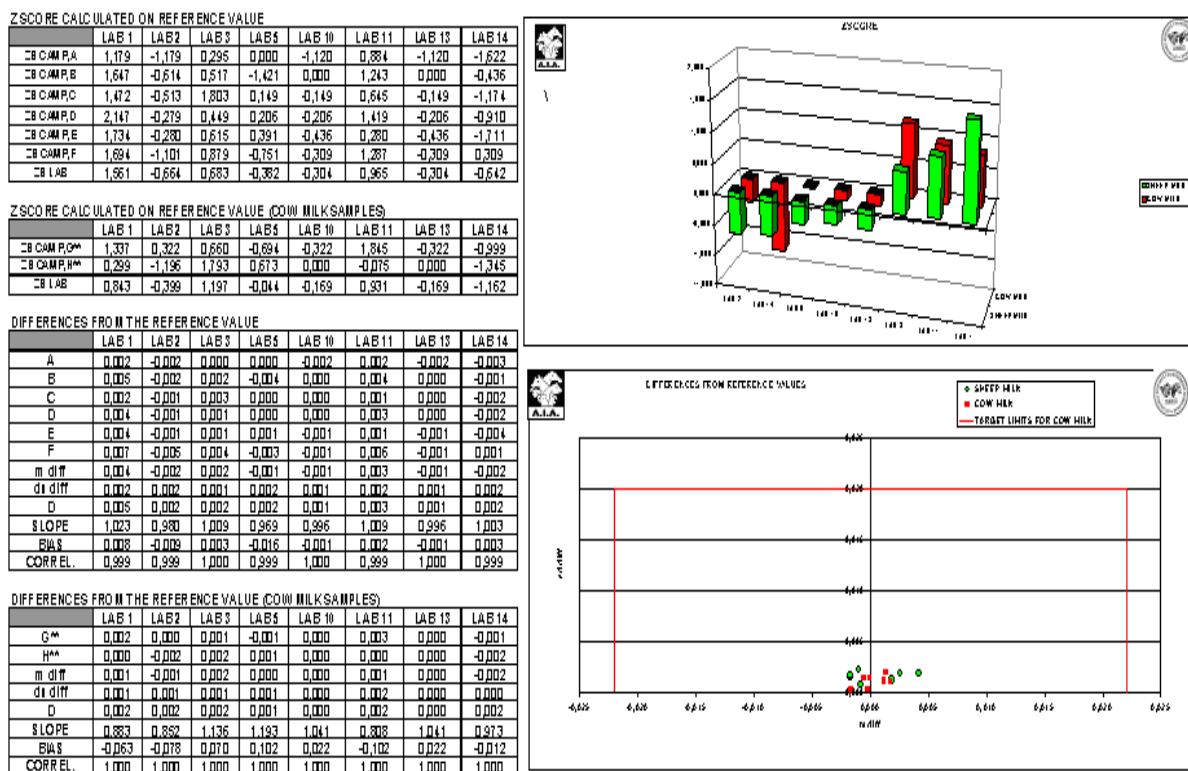 ZSCORE CALCULATED ON REFERENCE VALUE
LAB 1 LAB 2 LAB 3 LAB 5 LAB 10 LAB 11 LAB 13 LAB 14
CAMP,A 1,179 -1,179 0,295 0,000 -1,120 0,884 -1,120 -1,622
CAMP,B 1,647 -0,614 0,517 -1,421 0,000 1,243 0,000 -0,436
CAMP,C 1,472 -0,513 1,803 0,149 -0,149 0,645 -0,149 -1,174
CAMP,D 2,147 -0,279 0,449 0,206 -0,206 1,419 -0,206 -0,910
CAMP,E 1,734 -0,280 0,615 0,391 -0,436 0,280 -0,436 -1,711
CAMP,F 1,694 -1,101 0,879 -0,751 -0,309 1,287 -0,309 0,309
LAB -0,664 0,683 -0,382 -0,304 0,965 -0,304 -0,642
ZSCORE CALCULATED ON REFERENCE VALUE (COW MILK SAMPLES)
LAB 1 LAB 2 LAB 3 LAB 5 LAB 10 LAB 11 LAB 13 LAB 14
CAMP,G^^ 1,337 0,322 0,660 -0,694 -0,322 1,845 -0,322 -0,999
CAMP,H^^ 0,299 -1,196 1,793 0,673 0,000 -0,075 0,000 -1,345
LAB 0,843 -0,399 1,197 -0,044 -0,169 0,931 -0,169 -1,162
DIFFERENCES FROM THE REFERENCE VALUE
LAB 1 LAB 2 LAB 3 LAB 5 LAB 10 LAB 11 LAB 13 LAB 14
A 0,002 -0,002 0,000 0,000 -0,002 0,002 -0,002 -0,003
B 0,005 -0,002 0,002 -0,004 0,000 0,004 0,000 -0,001
C 0,002 -0,001 0,003 0,000 0,000 0,001 0,000 -0,002
D 0,004 -0,001 0,001 0,000 0,000 0,003 0,000 -0,002
E 0,004 -0,001 0,001 0,001 -0,001 0,001 -0,001 -0,004
F 0,007 -0,005 0,004 -0,003 -0,001 0,006 -0,001 0,001
m diff 0,004 -0,002 0,002 -0,001 -0,001 0,003 -0,001 -0,002
ds diff 0,002 0,002 0,001 0,002 0,001 0,002 0,001 0,002
D 0,005 0,002 0,002 0,002 0,001 0,003 0,001 0,002
SLOPE 1,023 0,980 1,009 0,969 0,996 1,009 0,996 1,003
BIAS 0,008 -0,009 0,003 -0,016 -0,001 0,002 -0,001 0,003
CORREL. 0,999 0,999 1,000 0,999 1,000 0,999 1,000 0,999
DIFFERENCES FROM THE REFERENCE VALUE (COW MILK SAMPLES)
LAB 1 LAB 2 LAB 3 LAB 5 LAB 10 LAB 11 LAB 13 LAB 14
G^^ 0,002 0,000 0,001 -0,001 0,000 0,003 0,000 -0,001
H^^ 0,000 -0,002 0,002 0,001 0,000 0,000 0,000 -0,002
m diff 0,001 -0,001 0,002 0,000 0,000 0,001 0,000 -0,002
ds diff 0,001 0,001 0,001 0,001 0,000 0,002 0,000 0,000
D 0,002 0,002 0,002 0,001 0,000 0,002 0,000 0,002
SLOPE 0,883 0,852 1,136 1,193 1,041 0,808 1,041 0,973
BIAS -0,063 -0,078 0,070 0,102 0,022 -0,102 0,022 -0,012
CORREL. 1,000 1,000 1,000 1,000 1,000 1,000 1,000 1,000
ZSCORE
A.I.A.
SHEEP MILK
COW MILK
COW MILK
SHEEP MILK
DIFFERENCES FROM REFERENCE VALUES
A.I.A.
SHEEP MILK
COW MILK
TARGET LIMITS FOR COW MILK
-0,025 -0,020 -0,015 -0,010 -0,005 0,000 0,005 0,010 0,015 0,020 0,025
m diff